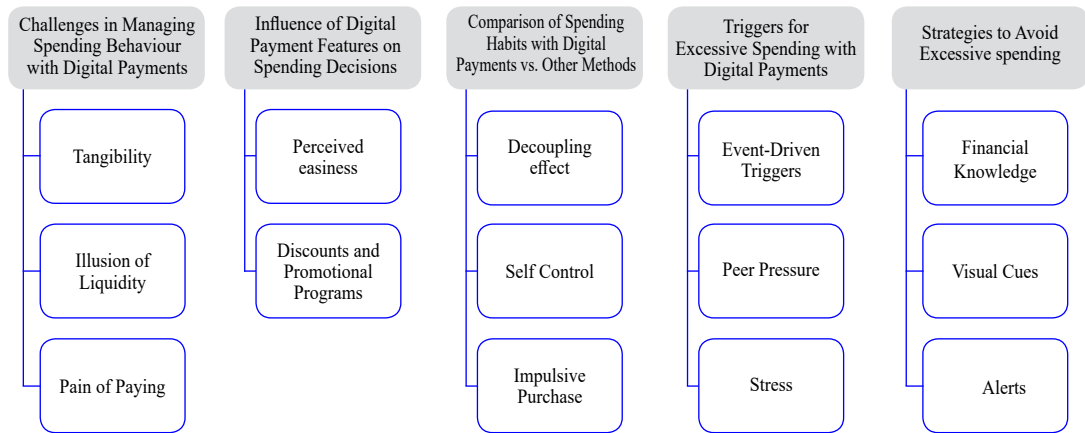 Challenges in Managing
Spending Behaviour
with Digital Payments
Tangibility
Illusion of
Liquidity
Pain of Paying
Influence of Digital
Payment Features on
Spending Decisions
Perceived
easiness
Discounts and
Promotional
Programs
Comparison of Spending
Habits with Digital
Payments vs. Other Methods
Decoupling
effect
Self Control
Impulsive
Purchase
Triggers for
Excessive Spending with
Digital Payments
Event-Driven
Triggers
Peer Pressure
Stress
Strategies to Avoid
Excessive spending
Financial
Knowledge
Visual Cues
Alerts